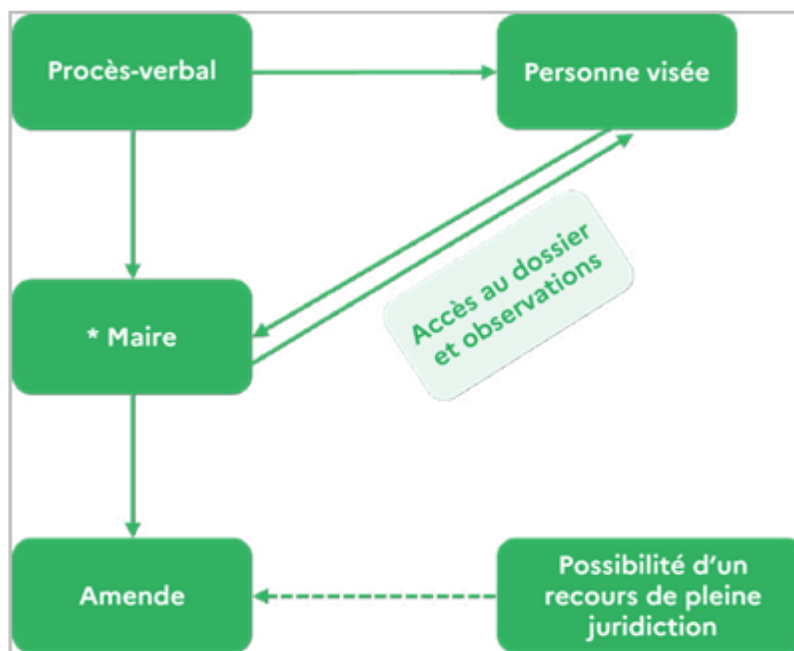 Procès-verbal
Personne visée
Accès au dossier
et observations
* Maire
Amende
Possibilité d'un
recours de pleine
juridiction